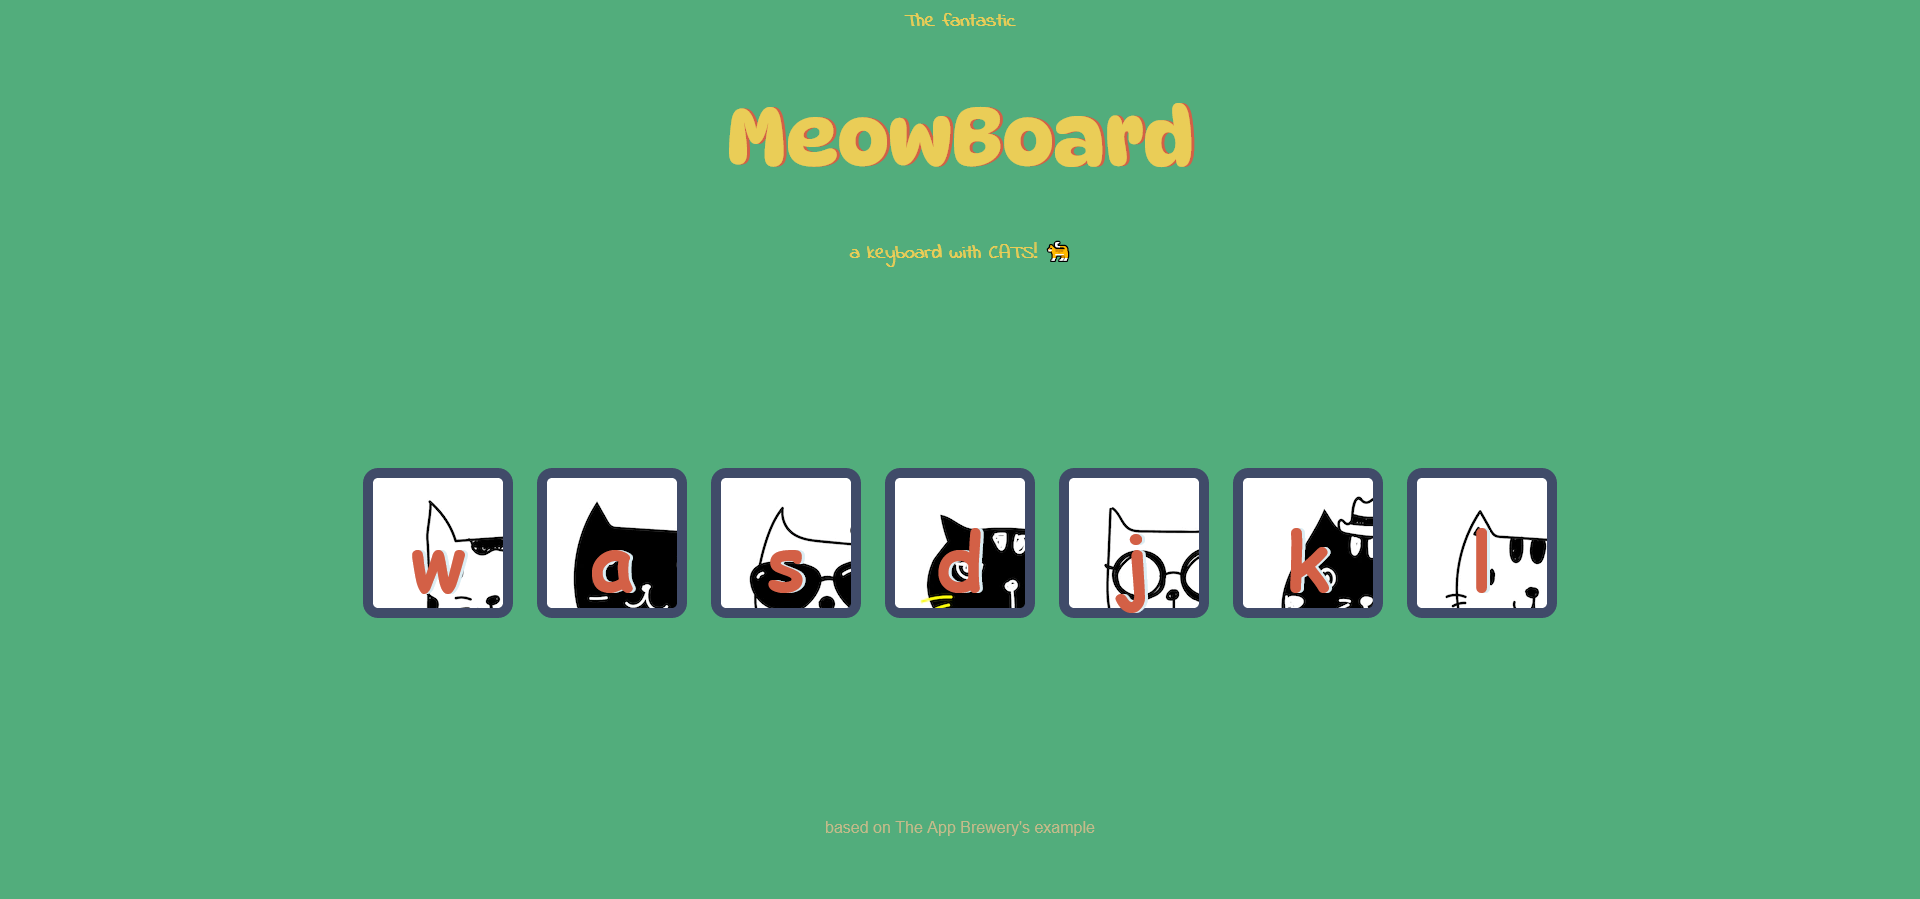 The fantastic
MeowBoard
a keyboard with CATS!
w a s d j k l
based on The App Brewery's example